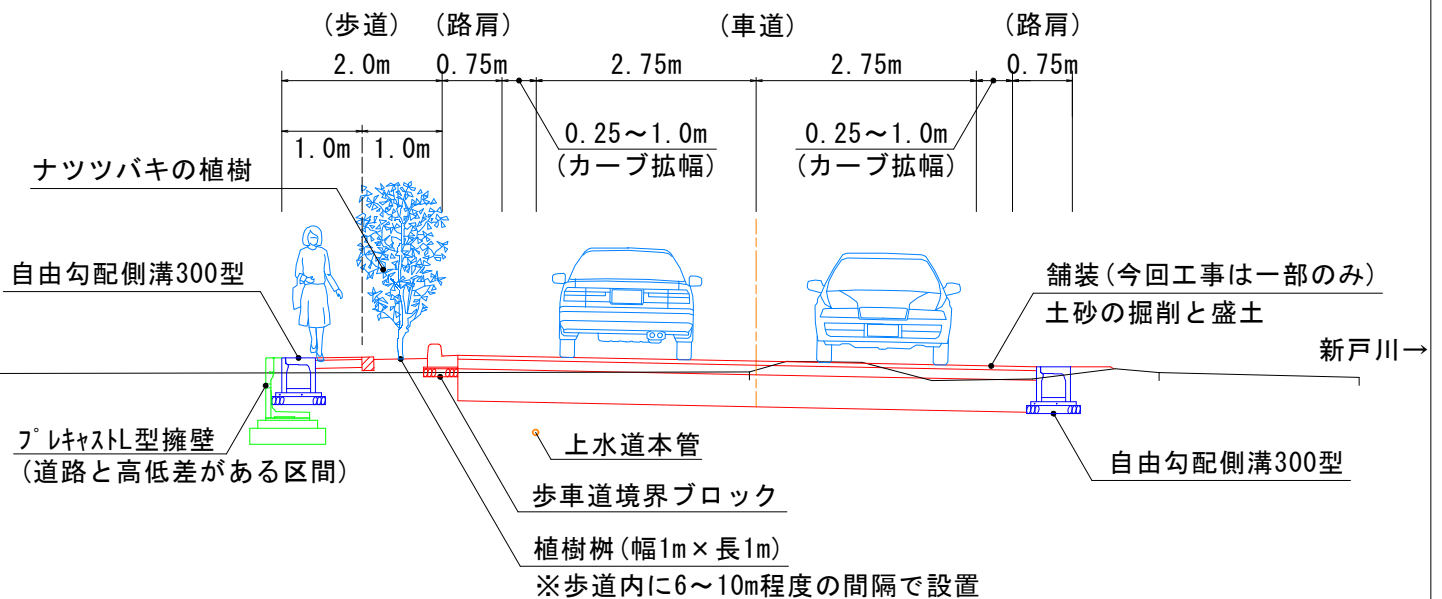 (歩道) (路肩) (車道) (路肩)
2.0m 0.75m 2.75m 2.75m 0.75m
1.0m 1.0m 0.25～1.0m 0.25～1.0m
(カーブ拡幅) (カーブ拡幅)
ナツツバキの植樹
自由勾配側溝300型
舗装(今回工事は一部のみ)
土砂の掘削と盛土
新戸川→
ﾌﾟﾚｷｬｽﾄL型擁壁
(道路と高低差がある区間)
上水道本管
自由勾配側溝300型
歩車道境界ブロック
植樹桝(幅1m×長1m)
※歩道内に6～10m程度の間隔で設置